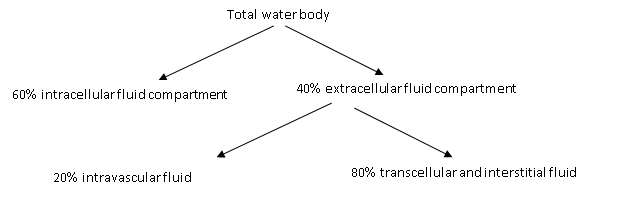 Total water body
60% intracellular fluid compartment
40% extracellular fluid compartment
20% intravascular fluid
80% transcellular and interstitial fluid